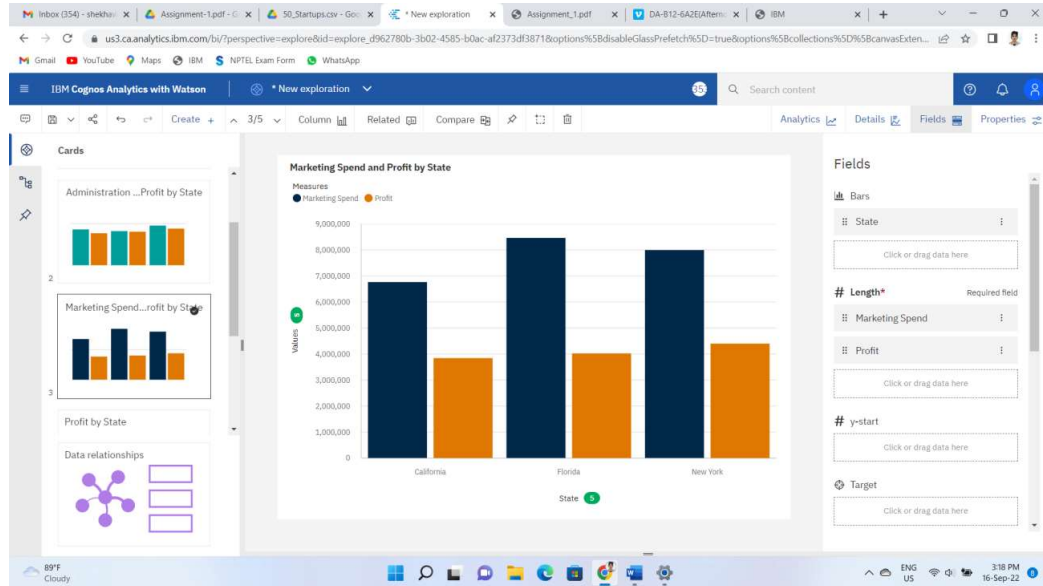 Inbox (354) - shekhav
Assignment-1.pdf - G
50_Startups.csv - Goo
* New exploration
Assignment_1.pdf
DA-B12-6A2E(Afterno
IBM
us3.ca.analytics.ibm.com/bi/?perspective=explore&id=explore_d962780b-3b02-4585-b0ac-af2373df3871&options%5BdisableGlassPrefetch%5D=true&options%5Bcollections%5D%5BcanvasExten...
Gmail
YouTube
Maps
IBM
NPTEL Exam Form
WhatsApp
IBM Cognos Analytics with Watson
* New exploration
35
Search content
Create +
3/5
Column
Related
Compare
Analytics
Details
Fields
Properties
Cards
Administration ...Profit by State
2
Marketing Spend...rofit by State
3
Profit by State
Data relationships
Marketing Spend and Profit by State
Measures
Marketing Spend
Profit
9,000,000
8,000,000
7,000,000
6,000,000
5,000,000
4,000,000
3,000,000
2,000,000
1,000,000
0
Values
California
Florida
New York
State 5
Fields
Bars
State
Click or drag data here
# Length*
Required field
Marketing Spend
Profit
Click or drag data here
# y-start
Click or drag data here
Target
Click or drag data here
89°F
Cloudy
ENG
US
3:18 PM
16-Sep-22